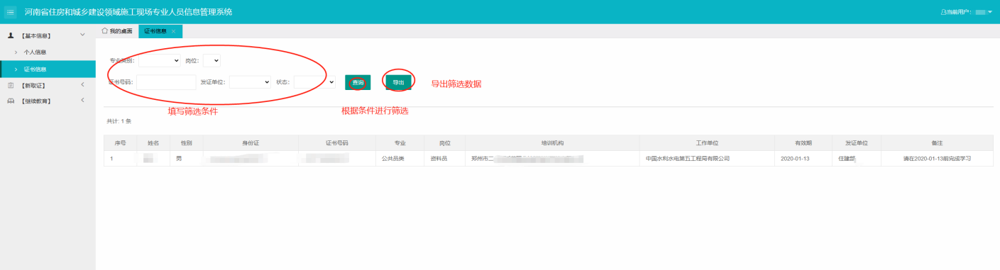 河南省住房和城乡建设领域施工现场专业人员信息管理系统
当前用户：
【基本信息】
个人信息
证书信息
【新取证】
【继续教育】
我的桌面 证书信息
专业类别： 岗位：
证书号码： 发证单位： 状态： 查询 导出 导出筛选数据
填写筛选条件 根据条件进行筛选
共计: 1 条
序号 姓名 性别 身份证 证书号码 专业 岗位 培训机构 工作单位 有效期 发证单位 备注
1 男 公共员类 资料员 郑州市二 中国水利水电第五工程局有限公司 2020-01-13 住建部 请在2020-01-13前完成学习